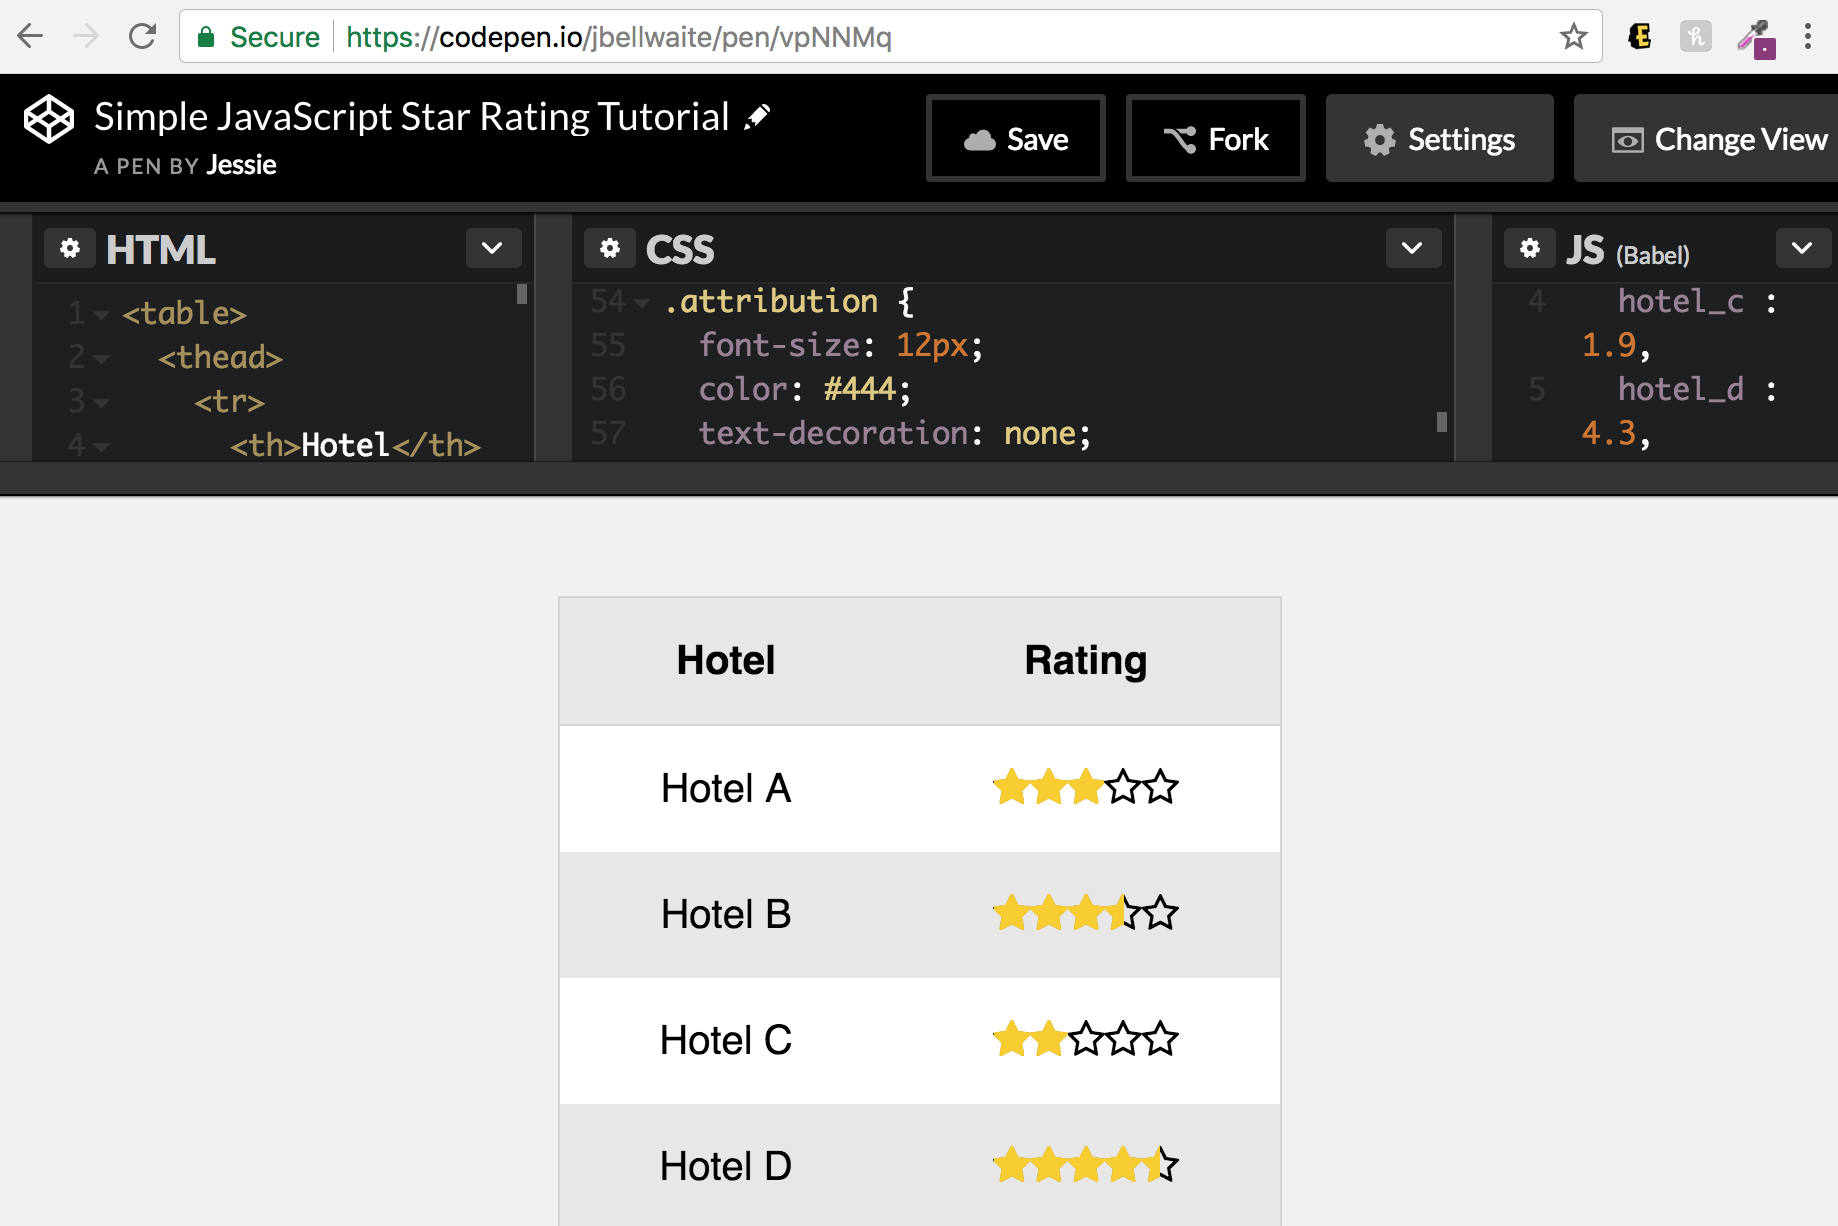 Secure https://codepen.io/jbellwaite/pen/vpNNMq
Simple JavaScript Star Rating Tutorial
A PEN BY Jessie
Save
Fork
Settings
Change View
HTML
1 <table>
2 <thead>
3 <tr>
4 <th>Hotel</th>
CSS
54 .attribution {
55 font-size: 12px;
56 color: #444;
57 text-decoration: none;
JS (Babel)
4 hotel_c :
1.9,
5 hotel_d :
4.3,
Hotel Rating
Hotel A
Hotel B
Hotel C
Hotel D